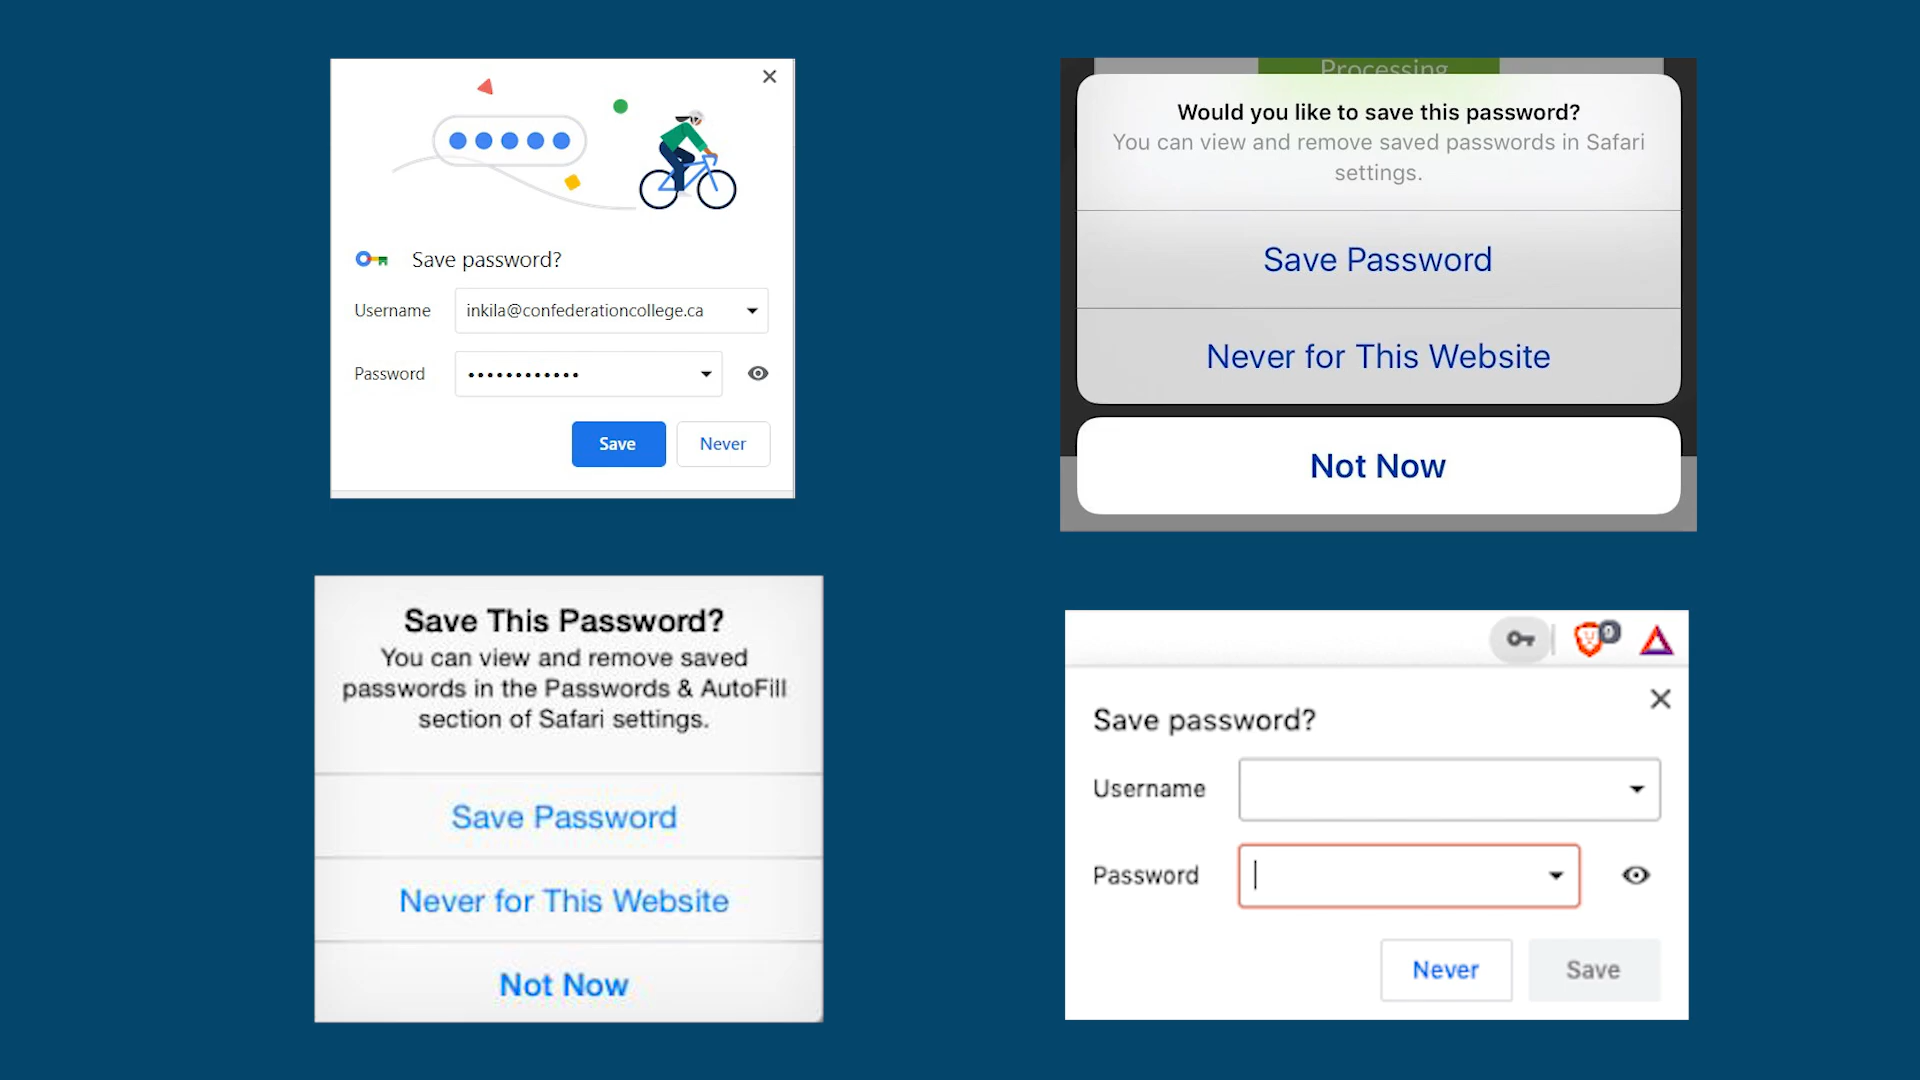 Save password?
Username
inkila@confederationcollege.ca
Password
••••••••••••
Save
Never
Processing
Would you like to save this password?
You can view and remove saved passwords in Safari
settings.
Save Password
Never for This Website
Not Now
Save This Password?
You can view and remove saved
passwords in the Passwords & AutoFill
section of Safari settings.
Save Password
Never for This Website
Not Now
9
Save password?
Username
Password
Never
Save